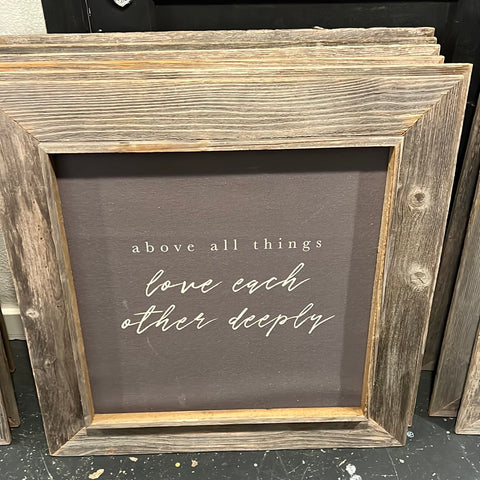 above all things
love each
other deeply